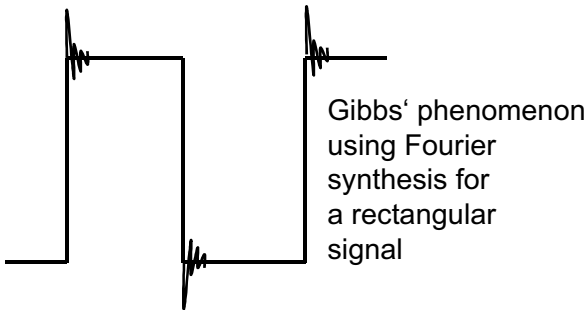 Gibbs‘ phenomenon
using Fourier
synthesis for
a rectangular
signal